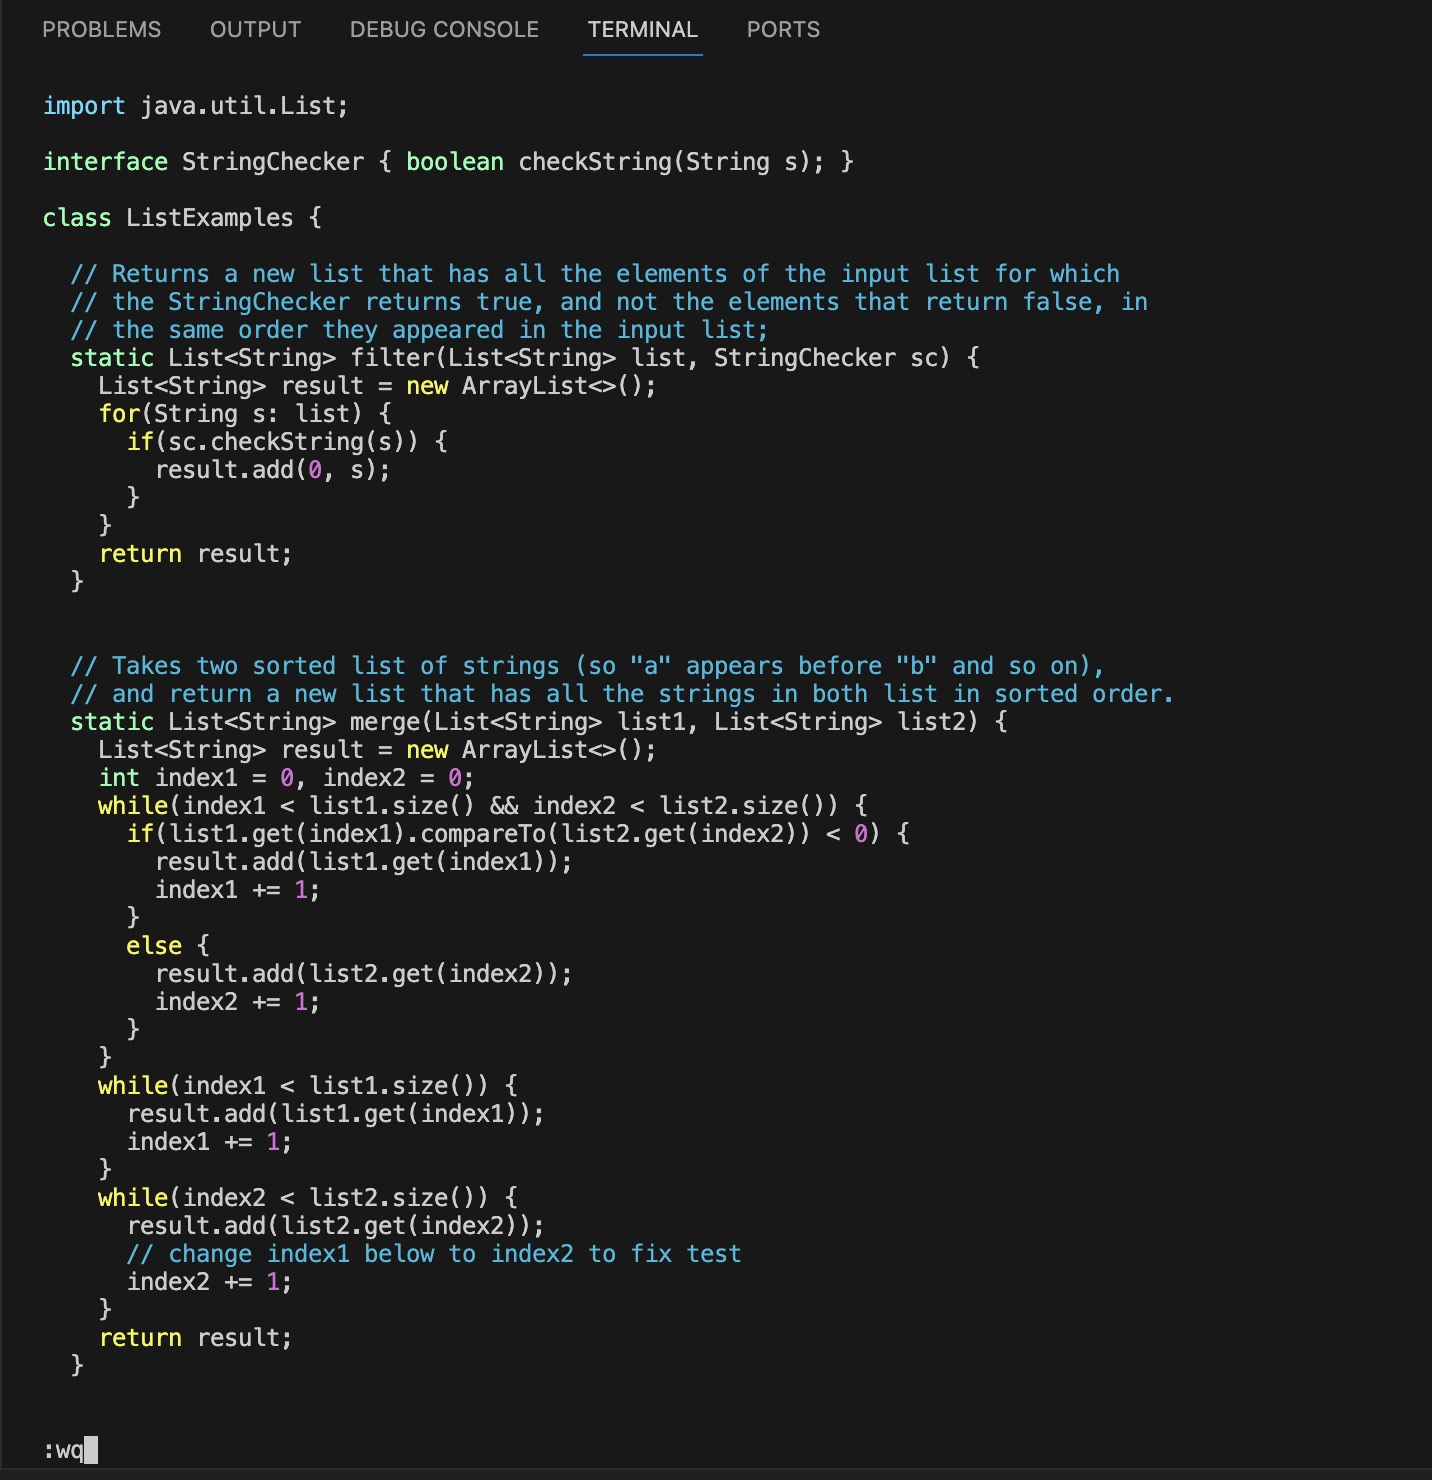 PROBLEMS OUTPUT DEBUG CONSOLE TERMINAL PORTS
import java.util.List;
interface StringChecker { boolean checkString(String s); }
class ListExamples {
  // Returns a new list that has all the elements of the input list for which
  // the StringChecker returns true, and not the elements that return false, in
  // the same order they appeared in the input list;
  static List<String> filter(List<String> list, StringChecker sc) {
    List<String> result = new ArrayList<>();
    for(String s: list) {
      if(sc.checkString(s)) {
        result.add(0, s);
      }
    }
    return result;
  }
  // Takes two sorted list of strings (so "a" appears before "b" and so on),
  // and return a new list that has all the strings in both list in sorted order.
  static List<String> merge(List<String> list1, List<String> list2) {
    List<String> result = new ArrayList<>();
    int index1 = 0, index2 = 0;
    while(index1 < list1.size() && index2 < list2.size()) {
      if(list1.get(index1).compareTo(list2.get(index2)) < 0) {
        result.add(list1.get(index1));
        index1 += 1;
      }
      else {
        result.add(list2.get(index2));
        index2 += 1;
      }
    }
    while(index1 < list1.size()) {
      result.add(list1.get(index1));
      index1 += 1;
    }
    while(index2 < list2.size()) {
      result.add(list2.get(index2));
      // change index1 below to index2 to fix test
      index2 += 1;
    }
    return result;
  }
:wq